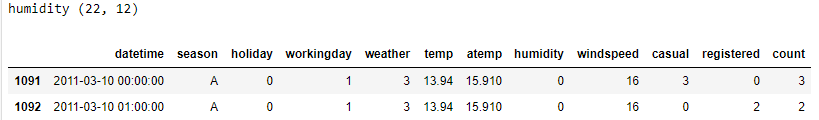 humidity (22, 12)
datetime season holiday workingday weather temp atemp humidity windspeed casual registered count
1091 2011-03-10 00:00:00 A 0 1 3 13.94 15.910 0 16 3 0 3
1092 2011-03-10 01:00:00 A 0 1 3 13.94 15.910 0 16 0 2 2